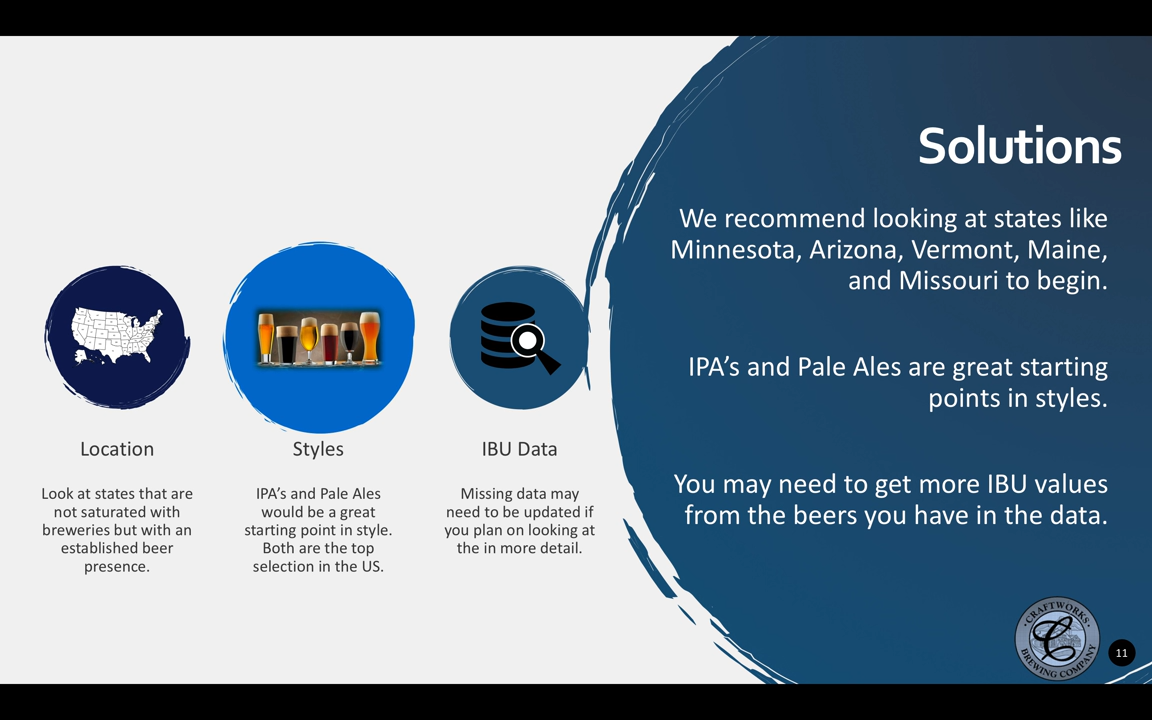 Solutions
We recommend looking at states like
Minnesota, Arizona, Vermont, Maine,
and Missouri to begin.
IPA’s and Pale Ales are great starting
points in styles.
You may need to get more IBU values
from the beers you have in the data.
Location
Look at states that are
not saturated with
breweries but with an
established beer
presence.
Styles
IPA’s and Pale Ales
would be a great
starting point in style.
Both are the top
selection in the US.
IBU Data
Missing data may
need to be updated if
you plan on looking at
the in more detail.
CRAFTWORKS
BREWING COMPANY
11